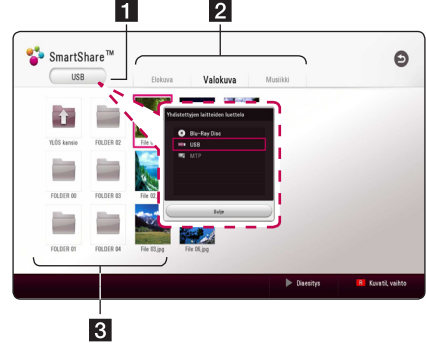 1 2
SmartShare™
USB
Elokuva Valokuva Musiikki
Yhdistettyjen laitteiden luettelo
Blu-Ray Disc
USB
MTP
Sulje
YLÖS kansio FOLDER 02
FOLDER 00 FOLDER 03 File 02
FOLDER 01 FOLDER 04 File 03.jpg File 06.jpg
Diaesitys R Kuvatil, vaihto
3